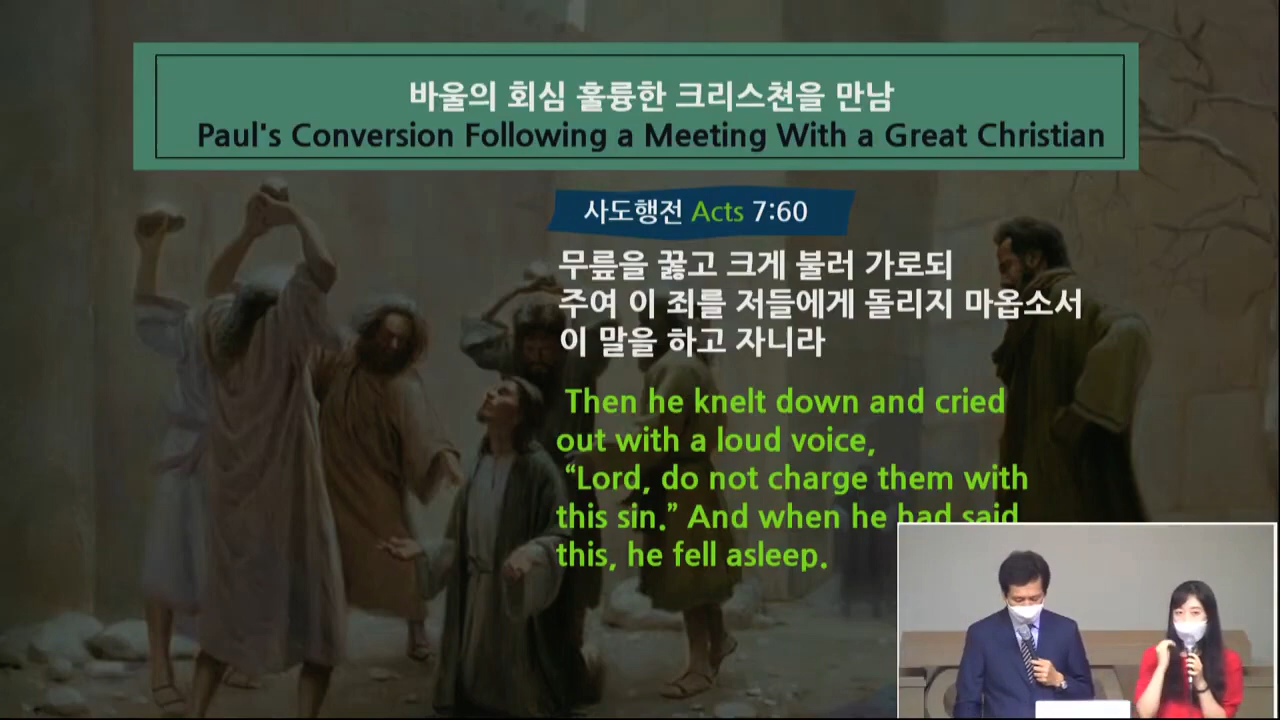 바울의 회심 훌륭한 크리스쳔을 만남
Paul's Conversion Following a Meeting With a Great Christian
사도행전 Acts 7:60
무릎을 꿇고 크게 불러 가로되
주여 이 죄를 저들에게 돌리지 마옵소서
이 말을 하고 자니라
Then he knelt down and cried
out with a loud voice,
“Lord, do not charge them with
this sin.” And when he had said
this, he fell asleep.